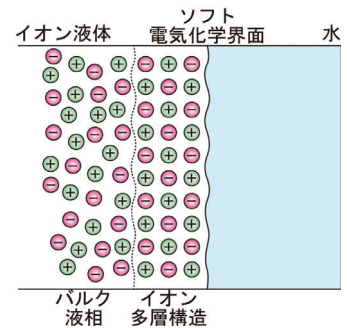 ソフト
イオン液体
電気化学界面
水
バルク
液相
イオン
多層構造